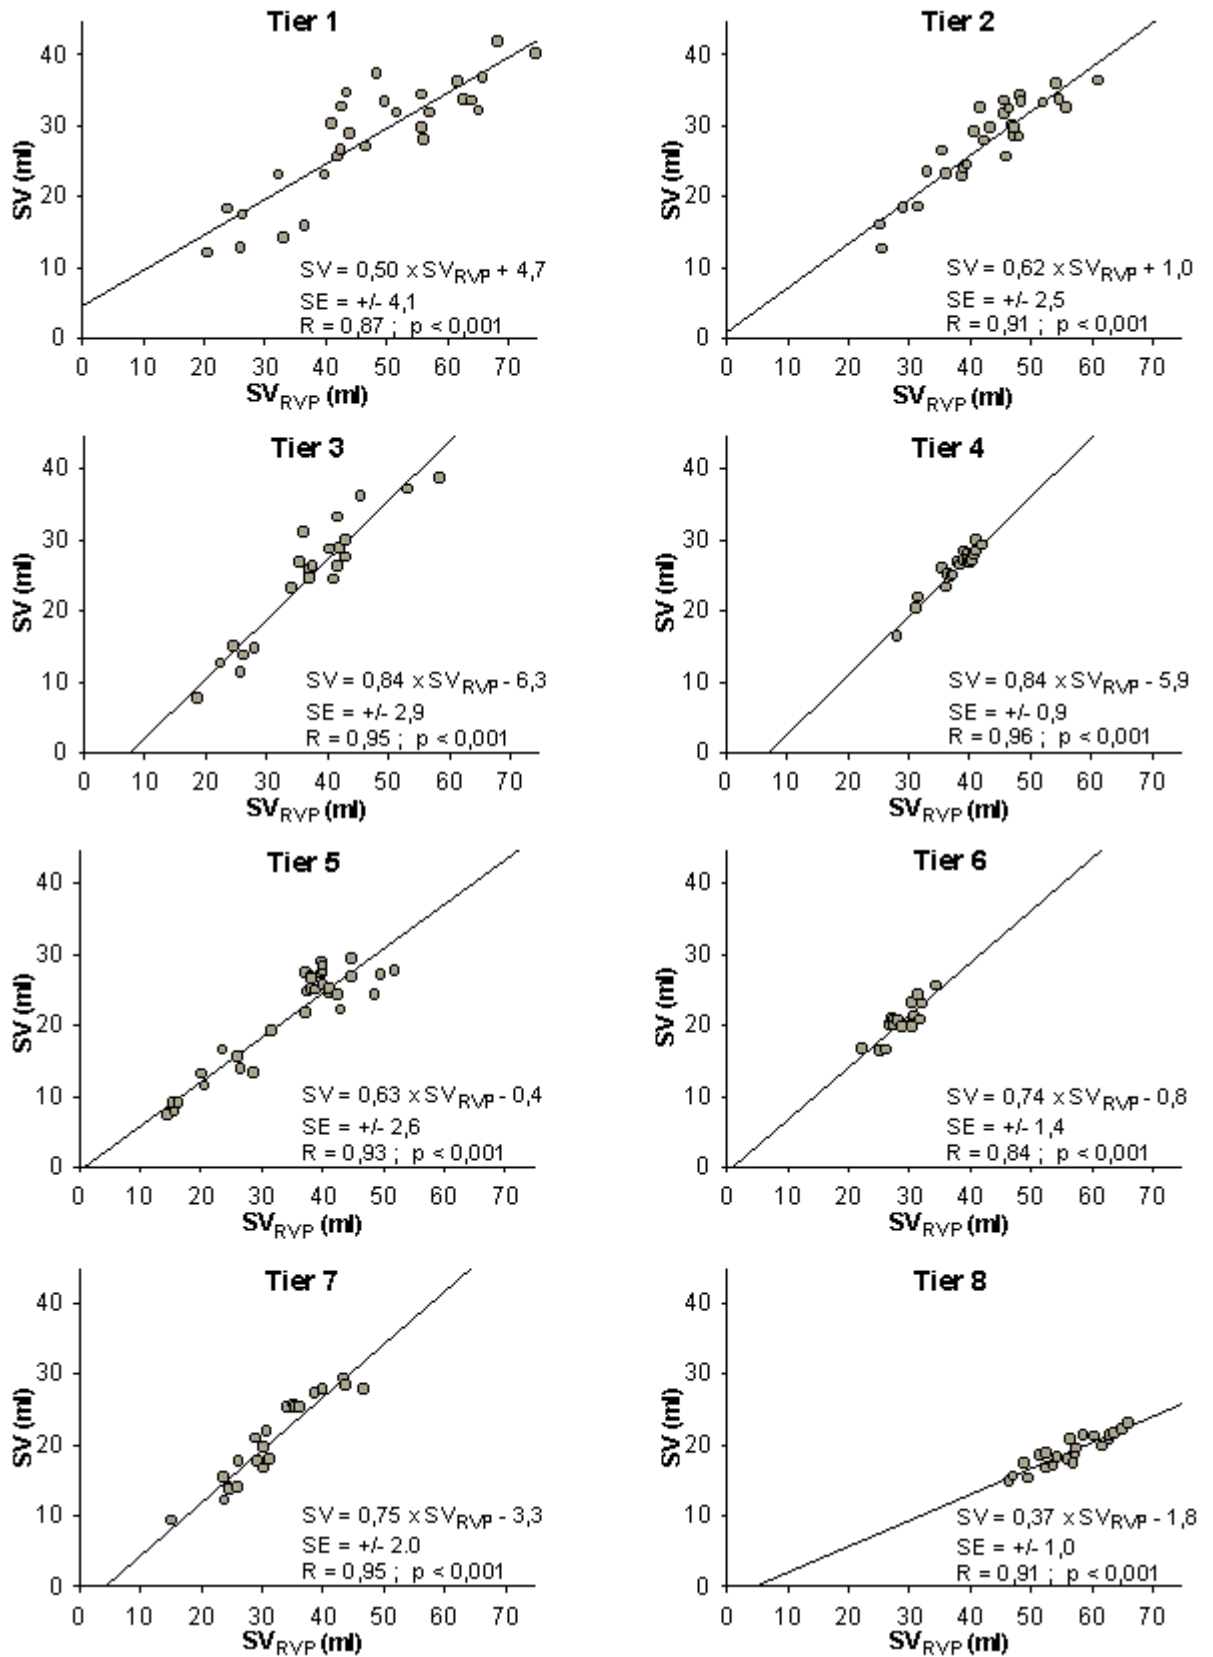 Tier 1
40
30
20
10
0
SV (ml)
SV = 0,50 x SVRVP + 4,7
SE = +/- 4,1
R = 0,87 ; p < 0,001
0 10 20 30 40 50 60 70
SVRVP (ml)
Tier 2
40
30
20
10
0
SV (ml)
SV = 0,62 x SVRVP + 1,0
SE = +/- 2,5
R = 0,91 ; p < 0,001
0 10 20 30 40 50 60 70
SVRVP (ml)
Tier 3
40
30
20
10
0
SV (ml)
SV = 0,84 x SVRVP - 6,3
SE = +/- 2,9
R = 0,95 ; p < 0,001
0 10 20 30 40 50 60 70
SVRVP (ml)
Tier 4
40
30
20
10
0
SV (ml)
SV = 0,84 x SVRVP - 5,9
SE = +/- 0,9
R = 0,96 ; p < 0,001
0 10 20 30 40 50 60 70
SVRVP (ml)
Tier 5
40
30
20
10
0
SV (ml)
SV = 0,63 x SVRVP - 0,4
SE = +/- 2,6
R = 0,93 ; p < 0,001
0 10 20 30 40 50 60 70
SVRVP (ml)
Tier 6
40
30
20
10
0
SV (ml)
SV = 0,74 x SVRVP - 0,8
SE = +/- 1,4
R = 0,84 ; p < 0,001
0 10 20 30 40 50 60 70
SVRVP (ml)
Tier 7
40
30
20
10
0
SV (ml)
SV = 0,75 x SVRVP - 3,3
SE = +/- 2.0
R = 0,95 ; p < 0,001
0 10 20 30 40 50 60 70
SVRVP (ml)
Tier 8
40
30
20
10
0
SV (ml)
SV = 0,37 x SVRVP - 1,8
SE = +/- 1,0
R = 0,91 ; p < 0,001
0 10 20 30 40 50 60 70
SVRVP (ml)